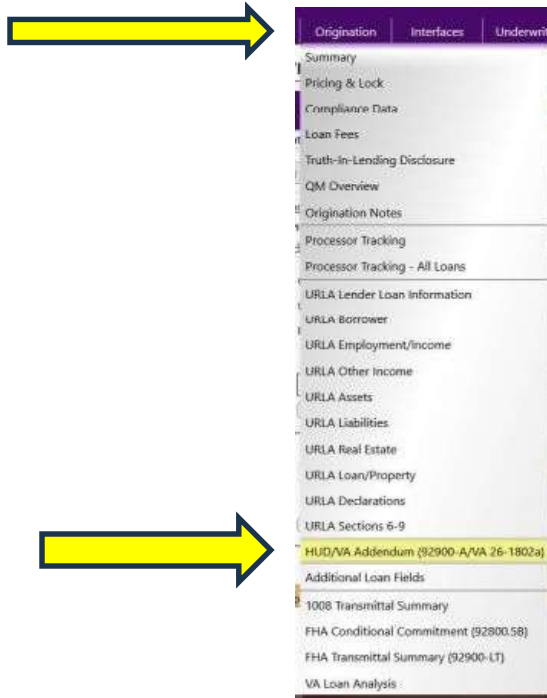 Origination Interfaces Underwrit
Summary
Pricing & Lock
Compliance Data
Loan Fees
Truth-In-Lending Disclosure
QM Overview
Origination Notes
Processor Tracking
Processor Tracking - All Loans
URLA Lender Loan Information
URLA Borrower
URLA Employment/Income
URLA Other Income
URLA Assets
URLA Liabilities
URLA Real Estate
URLA Loan/Property
URLA Declarations
URLA Sections 6-9
HUD/VA Addendum (92900-A/VA 26-1802a)
Additional Loan Fields
1008 Transmittal Summary
FHA Conditional Commitment (92800.5B)
FHA Transmittal Summary (92900-LT)
VA Loan Analysis